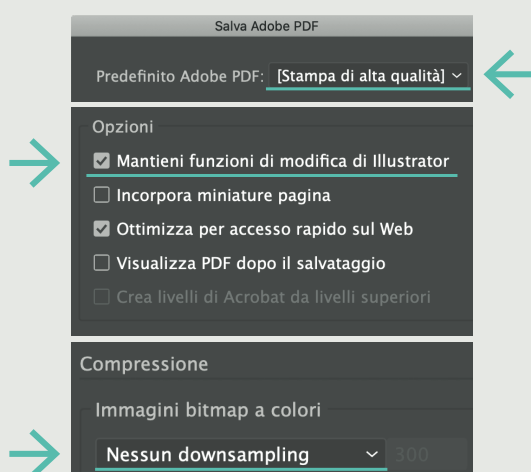 Salva Adobe PDF
Predefinito Adobe PDF: [Stampa di alta qualità]
Opzioni
Mantieni funzioni di modifica di Illustrator
Incorpora miniature pagina
Ottimizza per accesso rapido sul Web
Visualizza PDF dopo il salvataggio
Crea livelli di Acrobat da livelli superiori
Compressione
Immagini bitmap a colori
Nessun downsampling 300